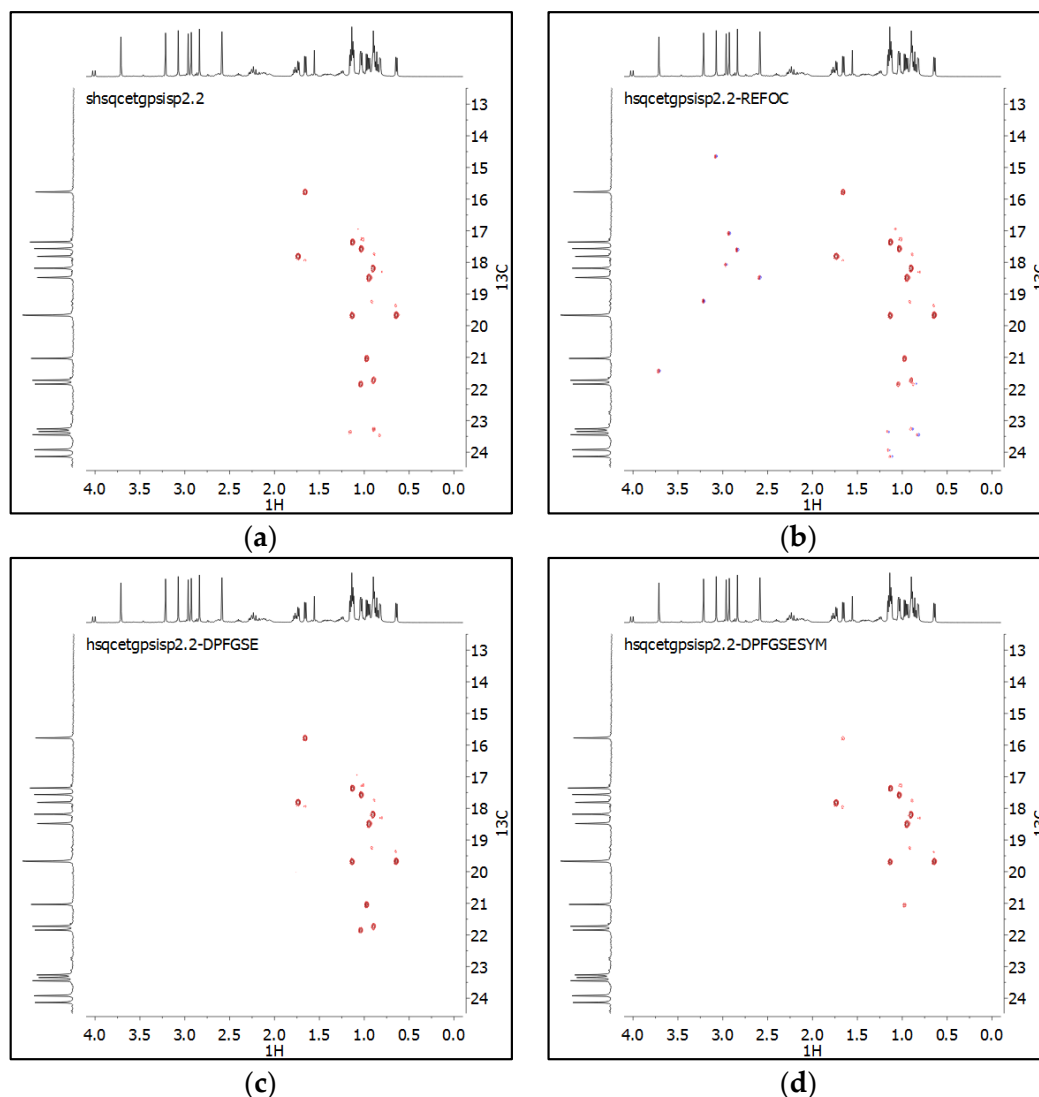 shsqcetgpsisp2.2
13
14
15
16
17
18
19
20
21
22
23
24
13C
4.0 3.5 3.0 2.5 2.0 1.5 1.0 0.5 0.0
1H
(a)
hsqcetgpsisp2.2-REFOC
13
14
15
16
17
18
19
20
21
22
23
24
13C
4.0 3.5 3.0 2.5 2.0 1.5 1.0 0.5 0.0
1H
(b)
hsqcetgpsisp2.2-DPFGSE
13
14
15
16
17
18
19
20
21
22
23
24
13C
4.0 3.5 3.0 2.5 2.0 1.5 1.0 0.5 0.0
1H
(c)
hsqcetgpsisp2.2-DPFGSESYM
13
14
15
16
17
18
19
20
21
22
23
24
13C
4.0 3.5 3.0 2.5 2.0 1.5 1.0 0.5 0.0
1H
(d)